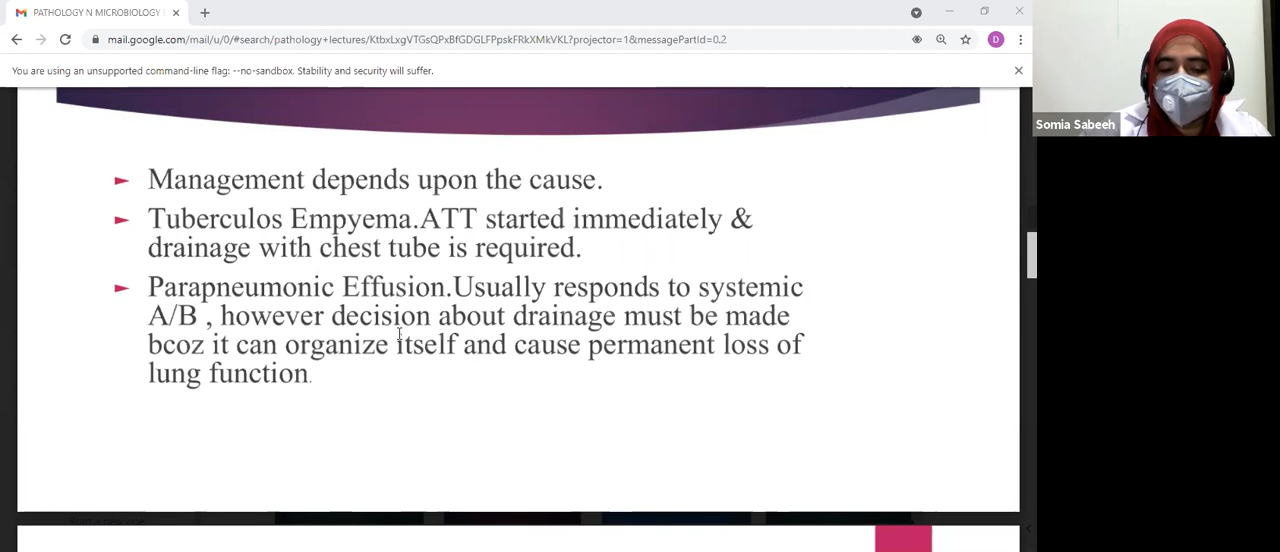 PATHOLOGY N MICROBIOLOGY
mail.google.com/mail/u/0/#search/pathology+lectures/KtbxLxgVTGsQPxBfGDGLFPpskFRkXMkVKL?projector=1&messagePartId=0.2
D
You are using an unsupported command-line flag: --no-sandbox. Stability and security will suffer.
Somia Sabeeh
Management depends upon the cause.
Tuberculos Empyema.ATT started immediately &
drainage with chest tube is required.
Parapneumonic Effusion.Usually responds to systemic
A/B , however decision about drainage must be made
bcoz it can organize itself and cause permanent loss of
lung function.